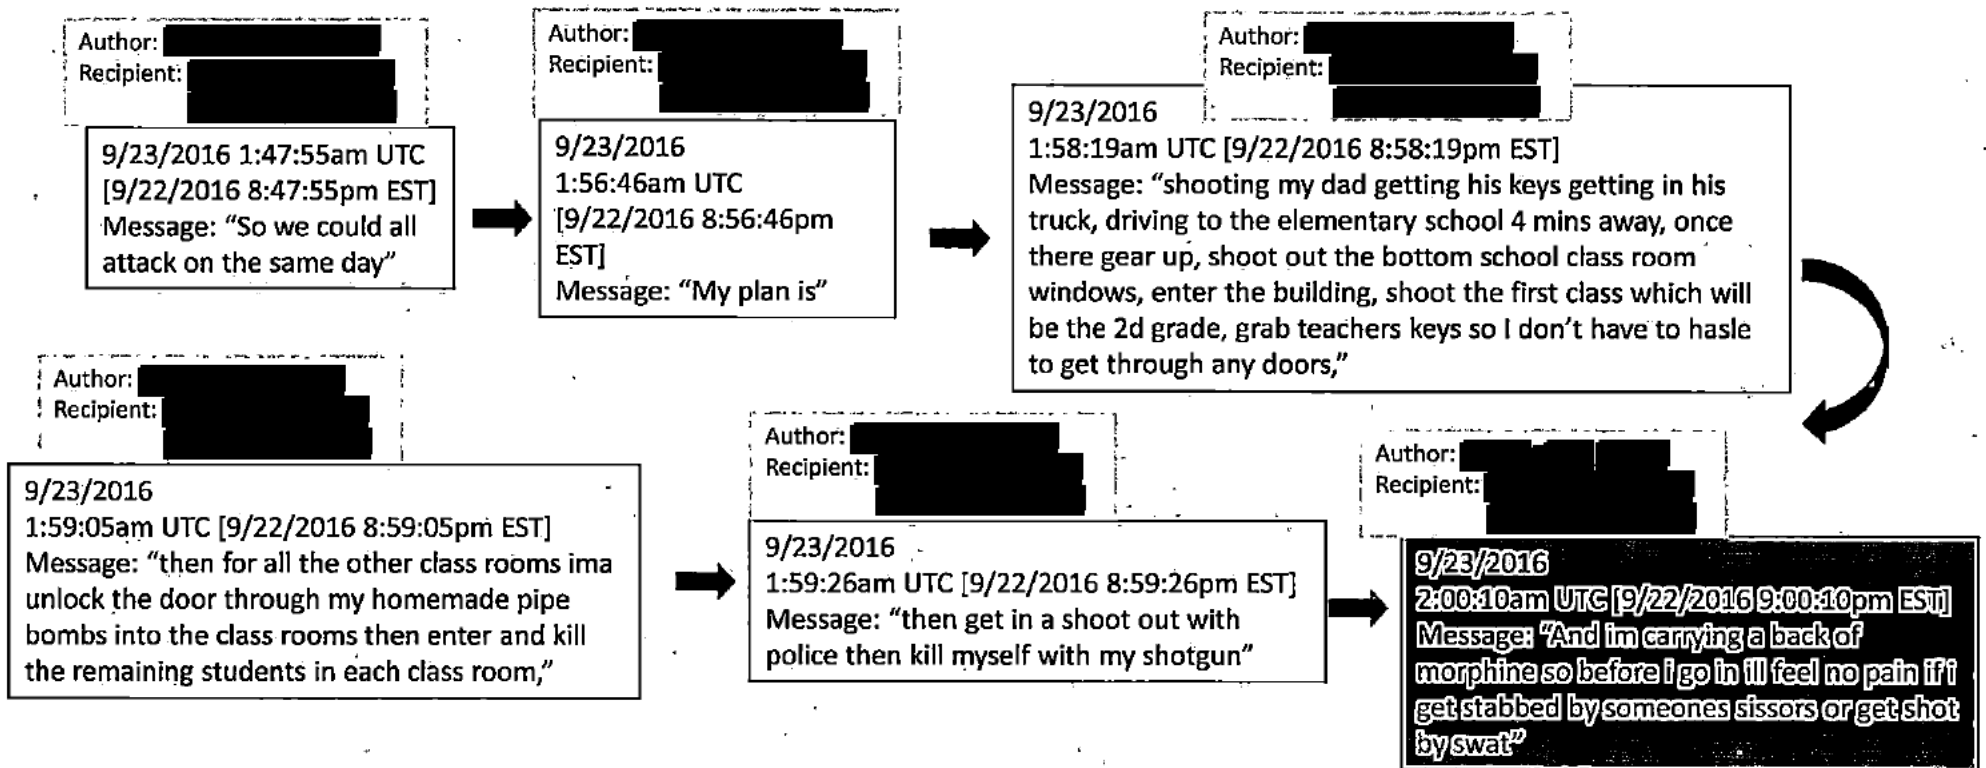 Author:
Recipient:
9/23/2016 1:47:55am UTC
[9/22/2016 8:47:55pm EST]
Message: “So we could all
attack on the same day”
Author:
Recipient:
9/23/2016
1:56:46am UTC
[9/22/2016 8:56:46pm
EST]
Message: “My plan is”
Author:
Recipient:
9/23/2016
1:58:19am UTC [9/22/2016 8:58:19pm EST]
Message: “shooting my dad getting his keys getting in his
truck, driving to the elementary school 4 mins away, once
there gear up, shoot out the bottom school class room
windows, enter the building, shoot the first class which will
be the 2d grade, grab teachers keys so I don’t have to hasle
to get through any doors,”
Author:
Recipient:
9/23/2016
1:59:05am UTC [9/22/2016 8:59:05pm EST]
Message: “then for all the other class rooms ima
unlock the door through my homemade pipe
bombs into the class rooms then enter and kill
the remaining students in each class room,”
Author:
Recipient:
9/23/2016
1:59:26am UTC [9/22/2016 8:59:26pm EST]
Message: “then get in a shoot out with
police then kill myself with my shotgun”
Author:
Recipient:
9/23/2016
2:00:10am UTC [9/22/2016 9:00:10pm EST]
Message: “And im carrying a back of
morphine so before i go in ill feel no pain if i
get stabbed by someones sissors or get shot
by swat”